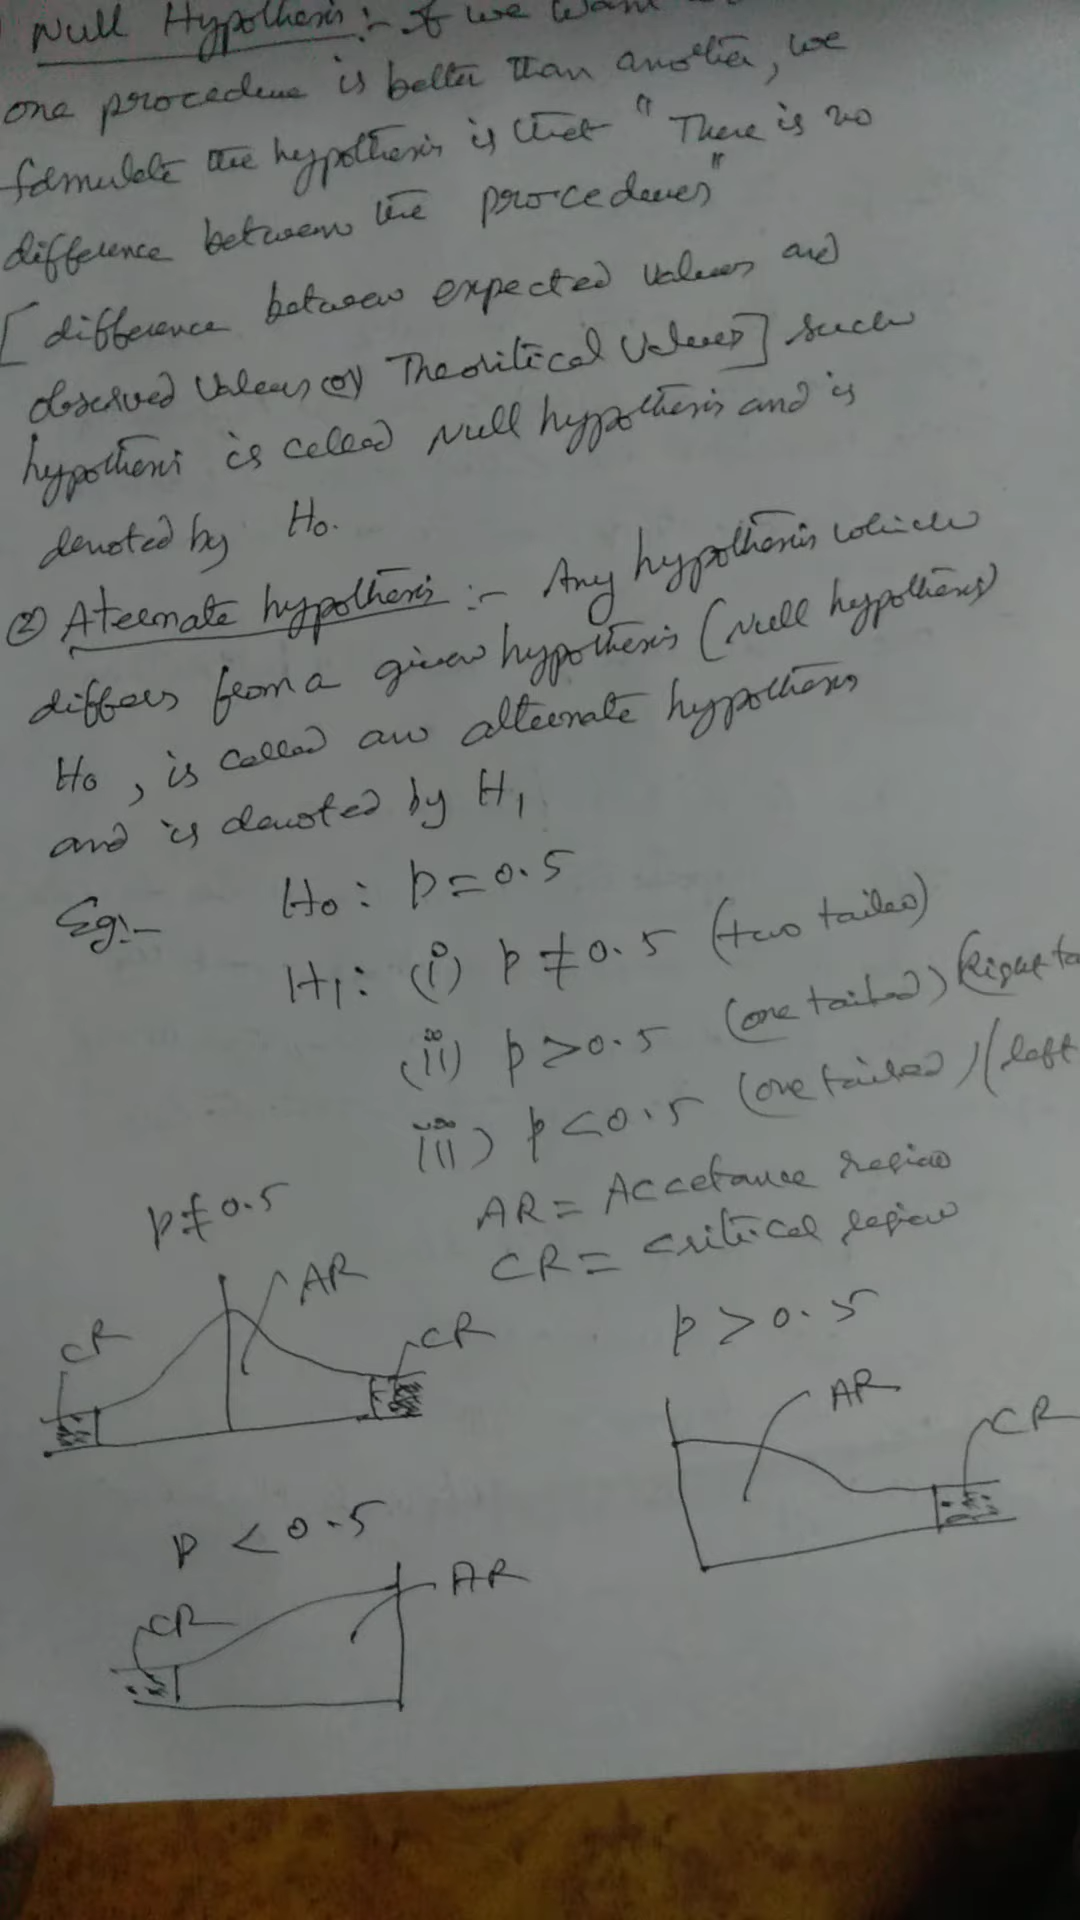 Null Hypothesis :- If we want
one procedure is better than another, we
formulate the hypothesis is that "There is no
difference between the procedures"
[difference between expected values and
observed values (or) Theoritical values] such
hypothesis is called Null hypothesis and is
denoted by H0.
② Aternate hypothesis :- Any hypothesis which
differs from a given hypothesis (Null hypothesis)
H0, is called an alternate hypothesis
and is denoted by H1
Eg:- H0 : p = 0.5
H1 : (i) p ≠ 0.5 (two tailed)
(ii) p > 0.5 (one tailed) (Right ta
iii) p < 0.5 (one tailed) (left
AR = Accetance region
CR = critical region
p ≠ 0.5
AR
CR
CR
p > 0.5
AR
CR
p < 0.5
AR
CR